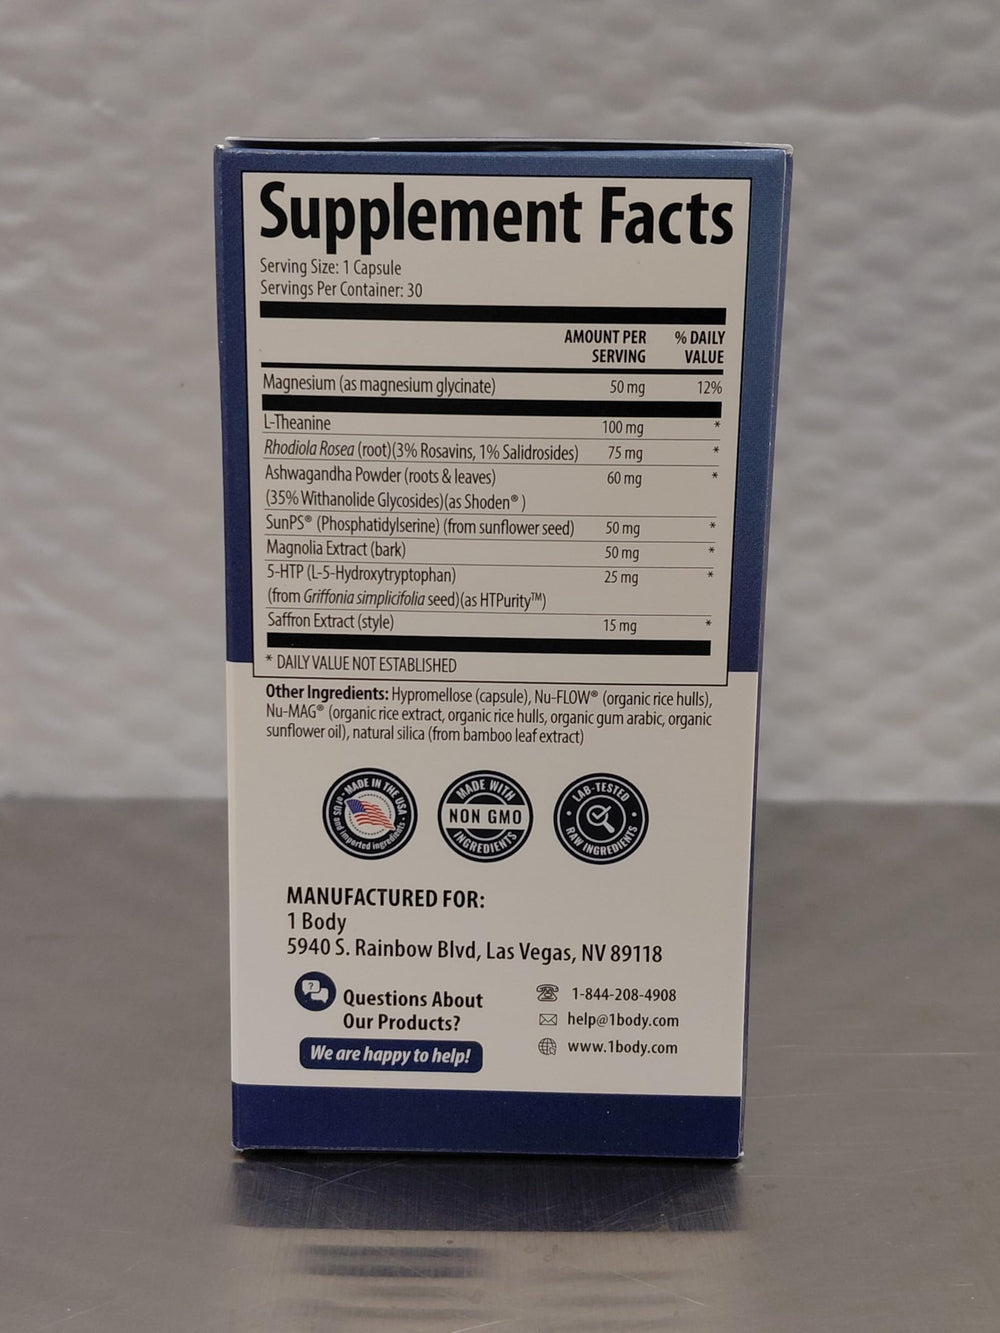 Supplement Facts
Serving Size: 1 Capsule
Servings Per Container: 30
AMOUNT PER SERVING % DAILY VALUE
Magnesium (as magnesium glycinate) 50 mg 12%
L-Theanine 100 mg *
Rhodiola Rosea (root)(3% Rosavins, 1% Salidrosides) 75 mg *
Ashwagandha Powder (roots & leaves) 60 mg *
(35% Withanolide Glycosides)(as Shoden® )
SunPS® (Phosphatidylserine) (from sunflower seed) 50 mg *
Magnolia Extract (bark) 50 mg *
5-HTP (L-5-Hydroxytryptophan) 25 mg *
(from Griffonia simplicifolia seed)(as HTPurity™)
Saffron Extract (style) 15 mg *
* DAILY VALUE NOT ESTABLISHED
Other Ingredients: Hypromellose (capsule), Nu-FLOW® (organic rice hulls),
Nu-MAG® (organic rice extract, organic rice hulls, organic gum arabic, organic
sunflower oil), natural silica (from bamboo leaf extract)
MADE IN THE USA
of US and imported ingredients
MADE WITH
NON GMO
INGREDIENTS
LAB-TESTED
RAW INGREDIENTS
MANUFACTURED FOR:
1 Body
5940 S. Rainbow Blvd, Las Vegas, NV 89118
Questions About
Our Products?
We are happy to help!
1-844-208-4908
help@1body.com
www.1body.com